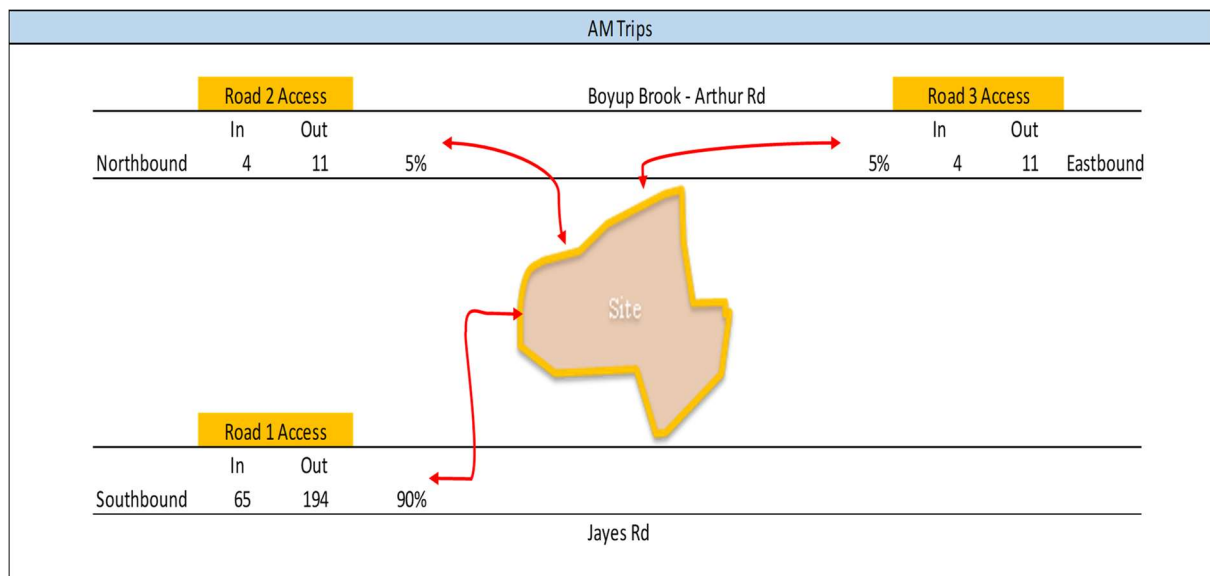 AM Trips
Road 2 Access Boyup Brook - Arthur Rd Road 3 Access
In Out In Out
Northbound 4 11 5% 5% 4 11 Eastbound
Site
Road 1 Access
In Out
Southbound 65 194 90%
Jayes Rd